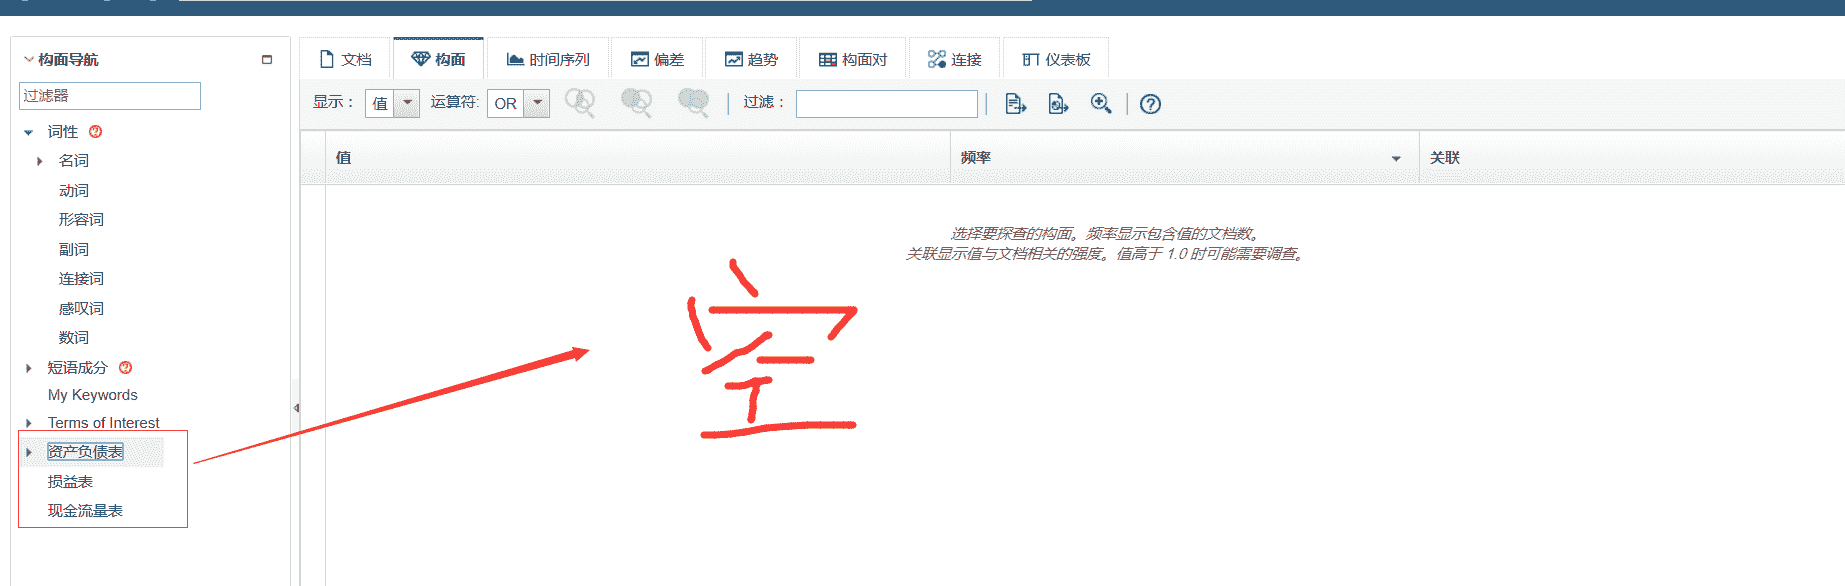 构面导航
过滤器
词性
名词
动词
形容词
副词
连接词
感叹词
数词
短语成分
My Keywords
Terms of Interest
资产负债表
损益表
现金流量表
文档 构面 时间序列 偏差 趋势 构面对 连接 仪表板
显示： 值 运算符: OR 过滤：
值 频率 关联
选择要探查的构面。频率显示包含值的文档数。
关联显示值与文档相关的强度。值高于 1.0 时可能需要调查。
空